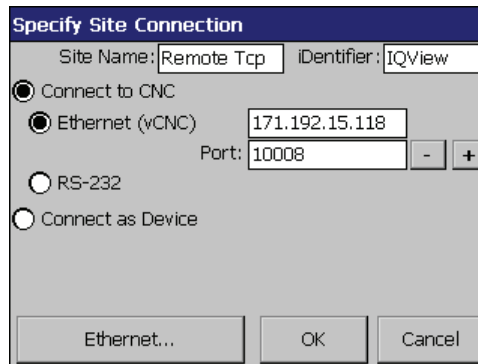 Specify Site Connection
Site Name: Remote Tcp iDentifier: IQView
Connect to CNC
Ethernet (vCNC) 171.192.15.118
Port: 10008 - +
RS-232
Connect as Device
Ethernet... OK Cancel